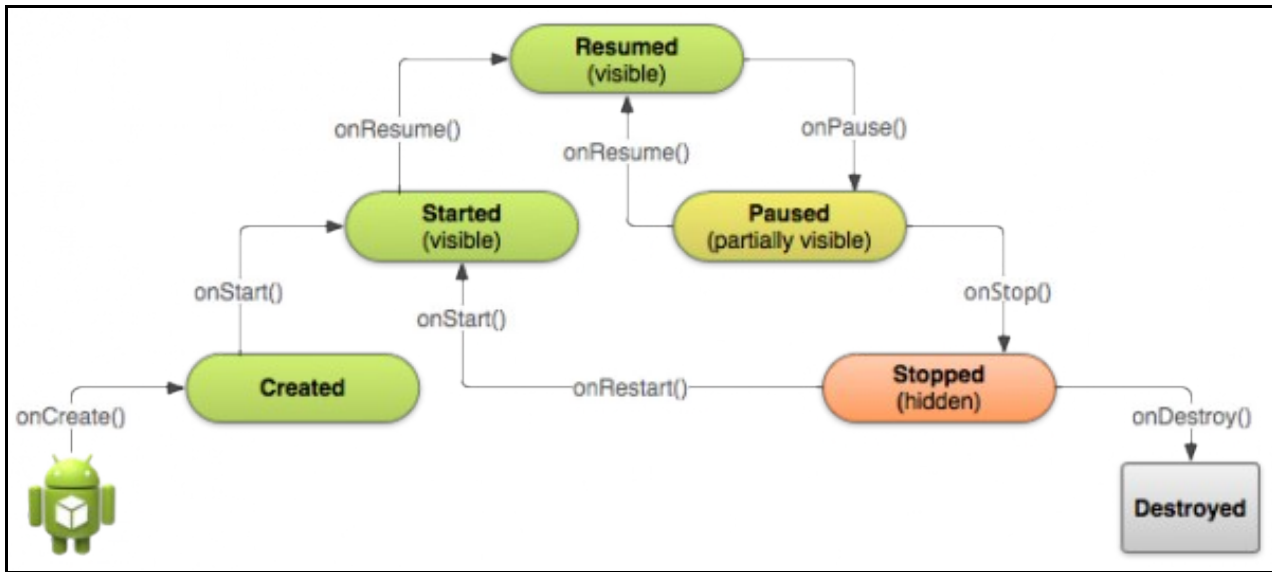 Resumed
(visible)
onResume()
onPause()
onResume()
Started
(visible)
Paused
(partially visible)
onStart()
onStart()
onStop()
Created
onRestart()
Stopped
(hidden)
onCreate()
onDestroy()
Destroyed